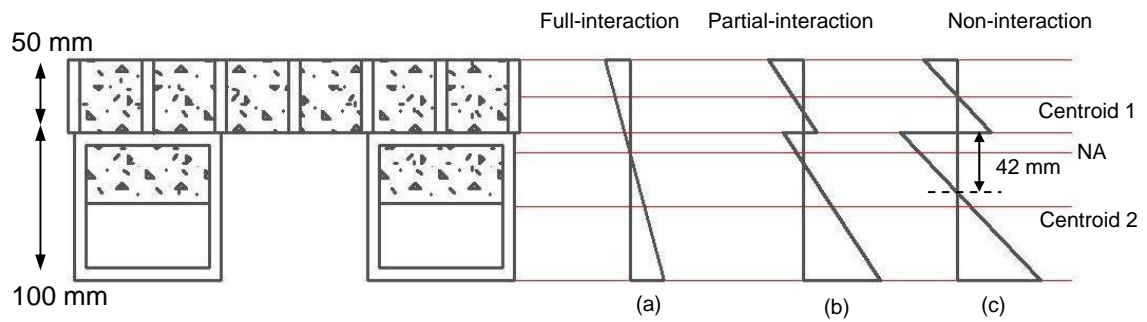 Full-interaction
Partial-interaction
Non-interaction
50 mm
Centroid 1
NA
42 mm
Centroid 2
100 mm
(a)
(b)
(c)